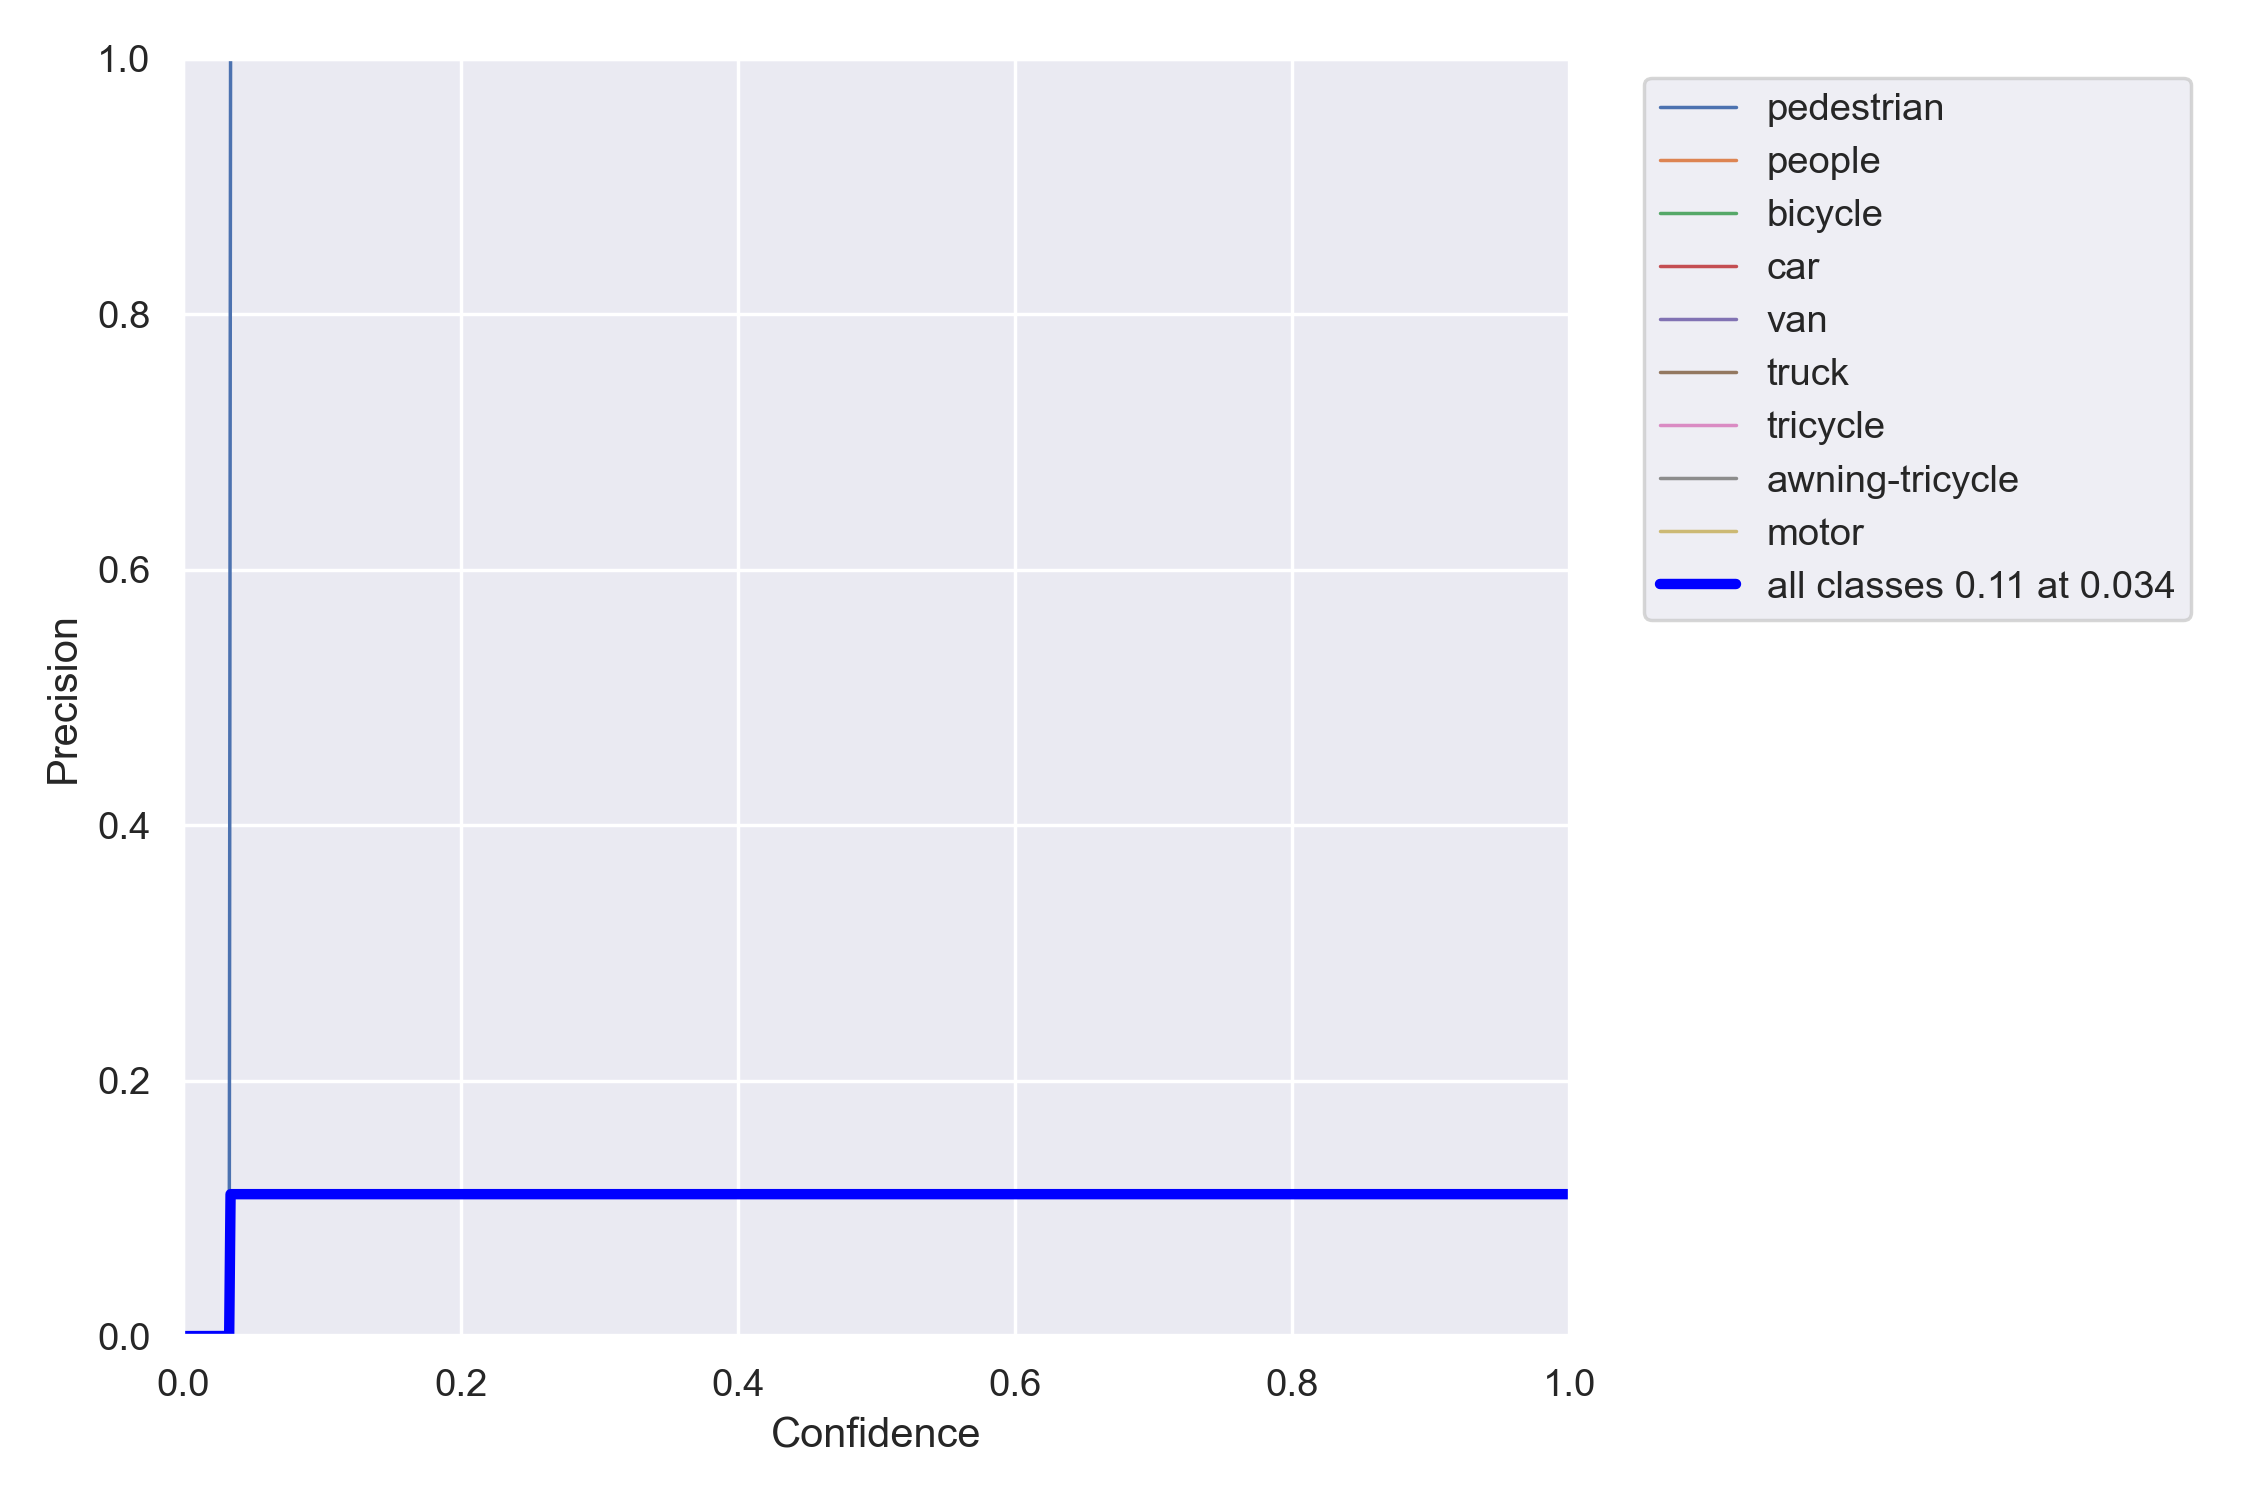 1.0
0.8
0.6
0.4
0.2
0.0
Precision
0.0 0.2 0.4 0.6 0.8 1.0
Confidence
pedestrian
people
bicycle
car
van
truck
tricycle
awning-tricycle
motor
all classes 0.11 at 0.034